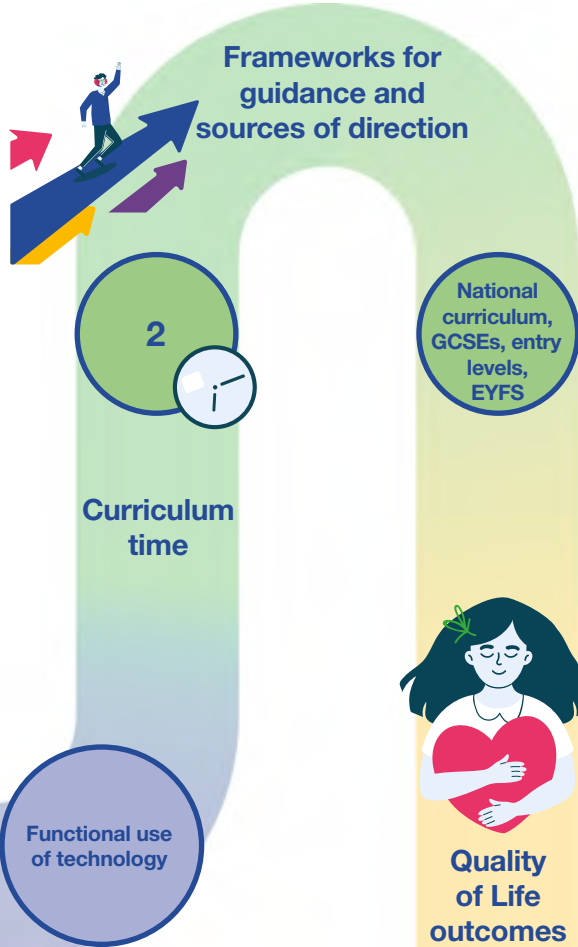 Frameworks for
guidance and
sources of direction
2
National
curriculum,
GCSEs, entry
levels,
EYFS
Curriculum
time
Functional use
of technology
Quality
of Life
outcomes